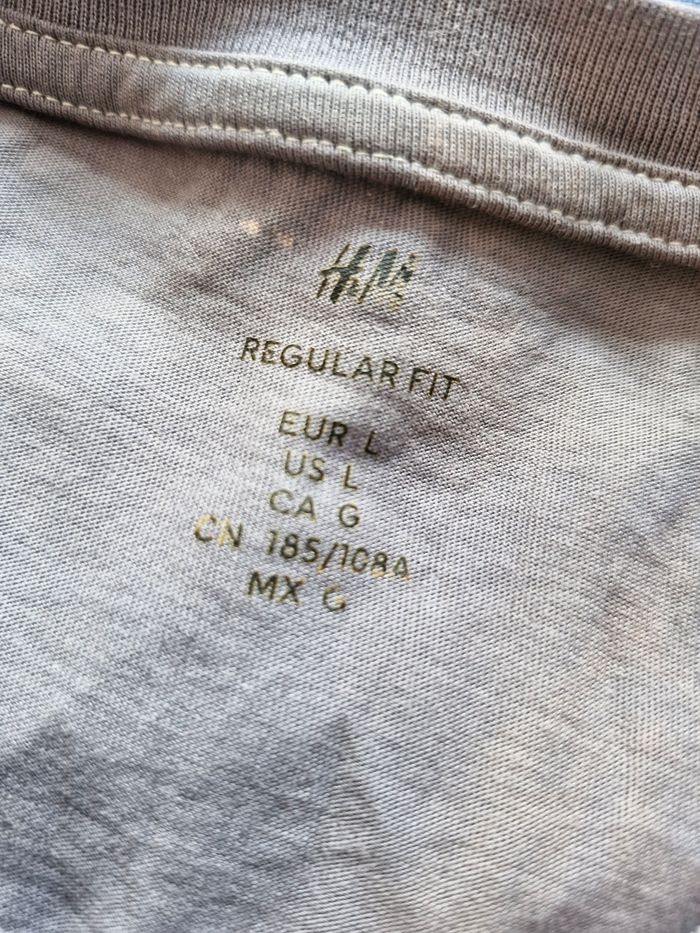 H&M
REGULAR FIT
EUR L
US L
CA G
CN 185/108A
MX G